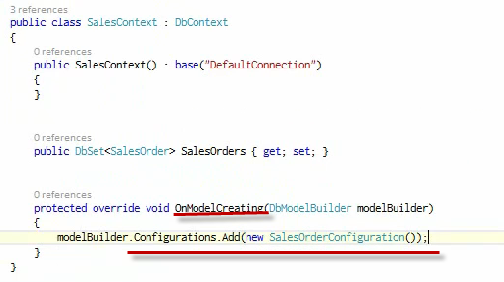 3 references
public class SalesContext : DbContext
{
0 references
public SalesContext() : base("DefaultConnection")
{
}
0 references
public DbSet<SalesOrder> SalesOrders { get; set; }
0 references
protected override void OnModelCreating(DbModelBuilder modelBuilder)
{
modelBuilder.Configurations.Add(new SalesOrderConfiguration());
}
}